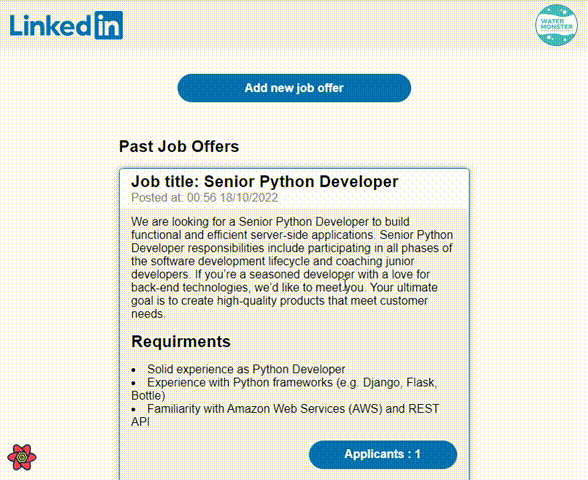 Linked in
WATER
MONSTER
Add new job offer
Past Job Offers
Job title: Senior Python Developer
Posted at: 00:56 18/10/2022
We are looking for a Senior Python Developer to build
functional and efficient server-side applications. Senior Python
Developer responsibilities include participating in all phases of
the software development lifecycle and coaching junior
developers. If you’re a seasoned developer with a love for
back-end technologies, we’d like to meet you. Your ultimate
goal is to create high-quality products that meet customer
needs.
Requirments
• Solid experience as Python Developer
• Experience with Python frameworks (e.g. Django, Flask,
Bottle)
• Familiarity with Amazon Web Services (AWS) and REST
API
Applicants : 1